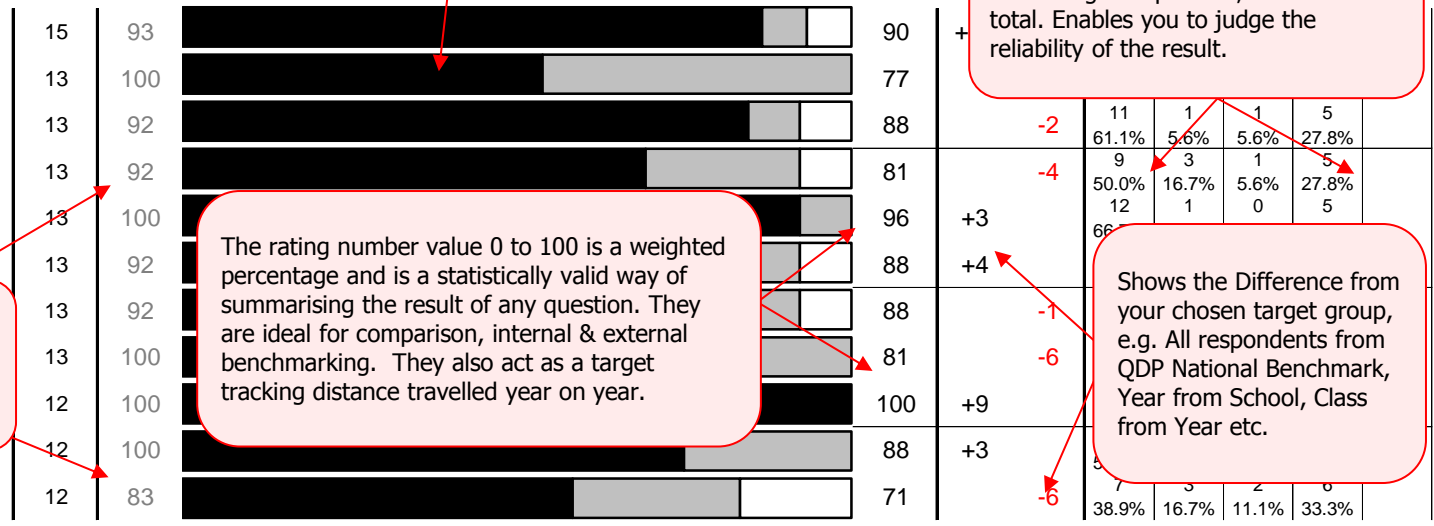 total. Enables you to judge the
reliability of the result.
15 93 90 +
13 100 77
13 92 88 -2 11 1 1 5
61.1% 5.6% 5.6% 27.8%
13 92 81 -4 9 3 1 5
50.0% 16.7% 5.6% 27.8%
13 100 96 +3 12 1 0 5
66
13 92 88 +4
13 92 88 -1
13 100 81 -6
12 100 100 +9
12 100 88 +3
5
12 83 71 -6 7 3 2 6
38.9% 16.7% 11.1% 33.3%
The rating number value 0 to 100 is a weighted
percentage and is a statistically valid way of
summarising the result of any question. They
are ideal for comparison, internal & external
benchmarking. They also act as a target
tracking distance travelled year on year.
Shows the Difference from
your chosen target group,
e.g. All respondents from
QDP National Benchmark,
Year from School, Class
from Year etc.